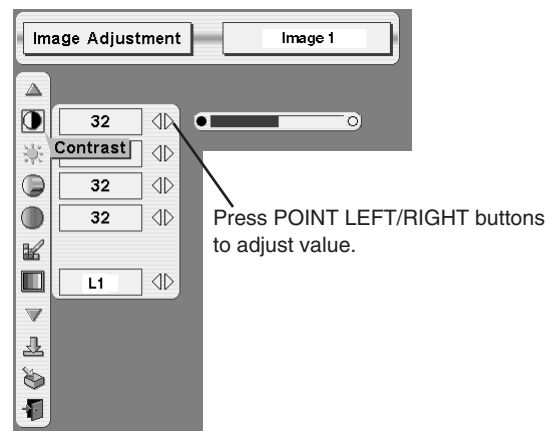 Image Adjustment
Image 1
32
Contrast
32
32
L1
Press POINT LEFT/RIGHT buttons
to adjust value.